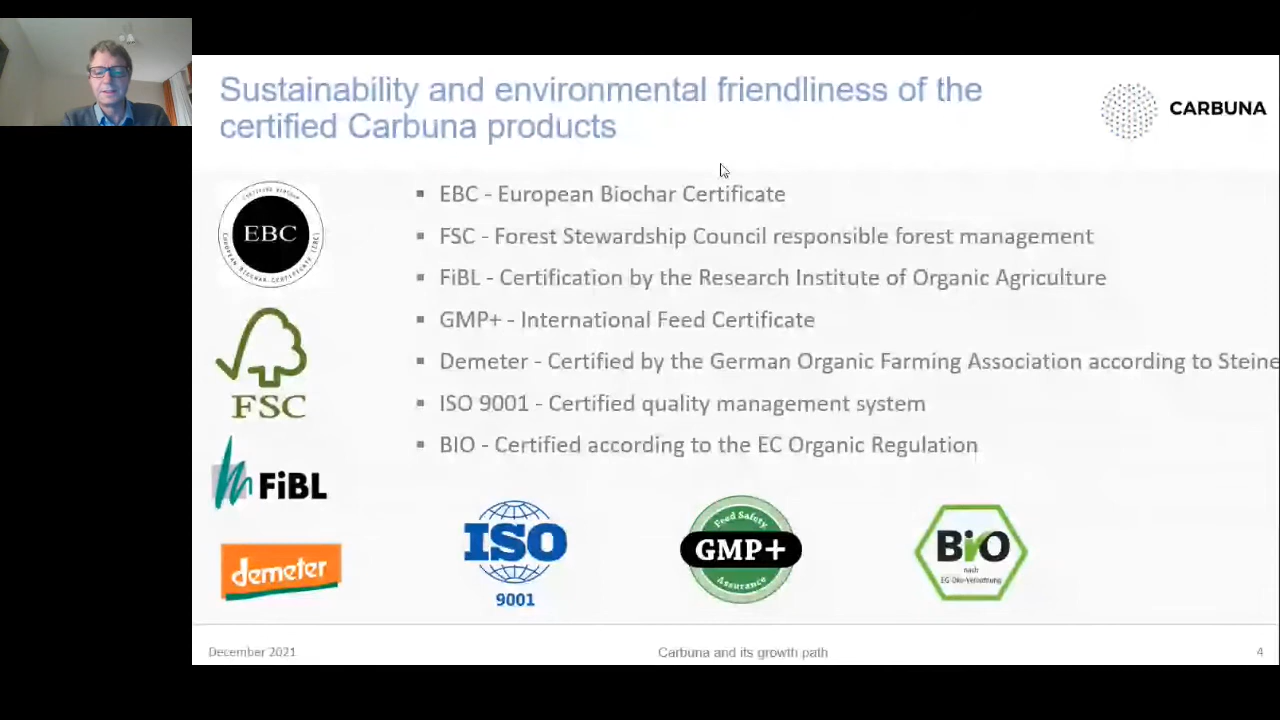 Sustainability and environmental friendliness of the
certified Carbuna products
CARBUNA
EBC - European Biochar Certificate
FSC - Forest Stewardship Council responsible forest management
FiBL - Certification by the Research Institute of Organic Agriculture
GMP+ - International Feed Certificate
Demeter - Certified by the German Organic Farming Association according to Steine
ISO 9001 - Certified quality management system
BIO - Certified according to the EC Organic Regulation
CERTIFIED BIOCHAR
EBC
EUROPEAN BIOCHAR CERTIFICATE (EBC)
FSC
FiBL
demeter
ISO
9001
Feed Safety
GMP+
Assurance
BiO
nach
EG-Öko-Verordnung
December 2021
Carbuna and its growth path
4